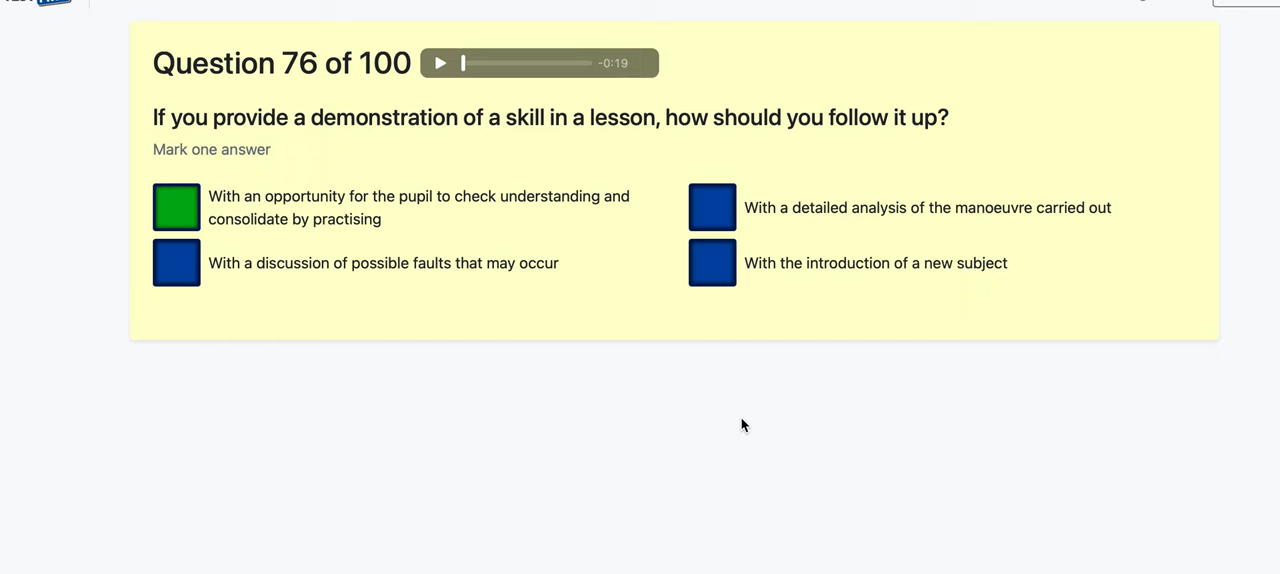 Question 76 of 100
-0:19
If you provide a demonstration of a skill in a lesson, how should you follow it up?
Mark one answer
With an opportunity for the pupil to check understanding and
consolidate by practising
With a detailed analysis of the manoeuvre carried out
With a discussion of possible faults that may occur
With the introduction of a new subject